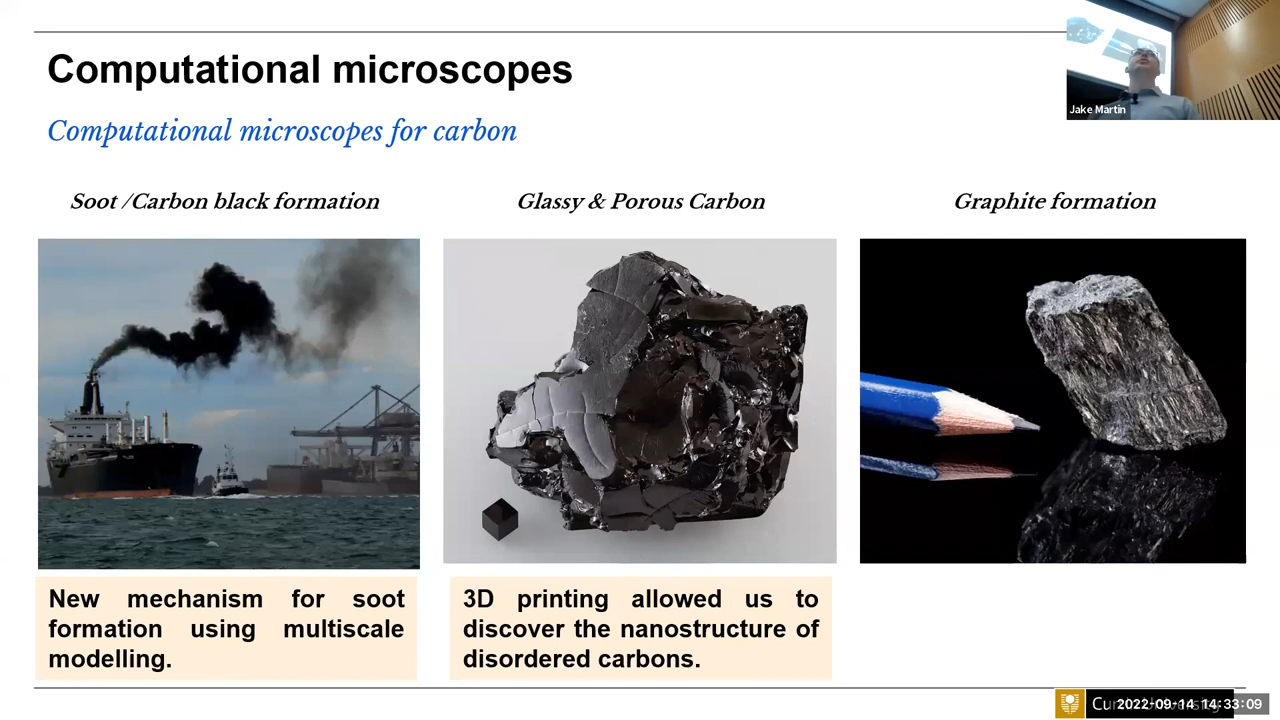 Computational microscopes
Jake Martin
Computational microscopes for carbon
Soot /Carbon black formation
Glassy & Porous Carbon
Graphite formation
New mechanism for soot
formation using multiscale
modelling.
3D printing allowed us to
discover the nanostructure of
disordered carbons.
2022-09-14 14:33:09